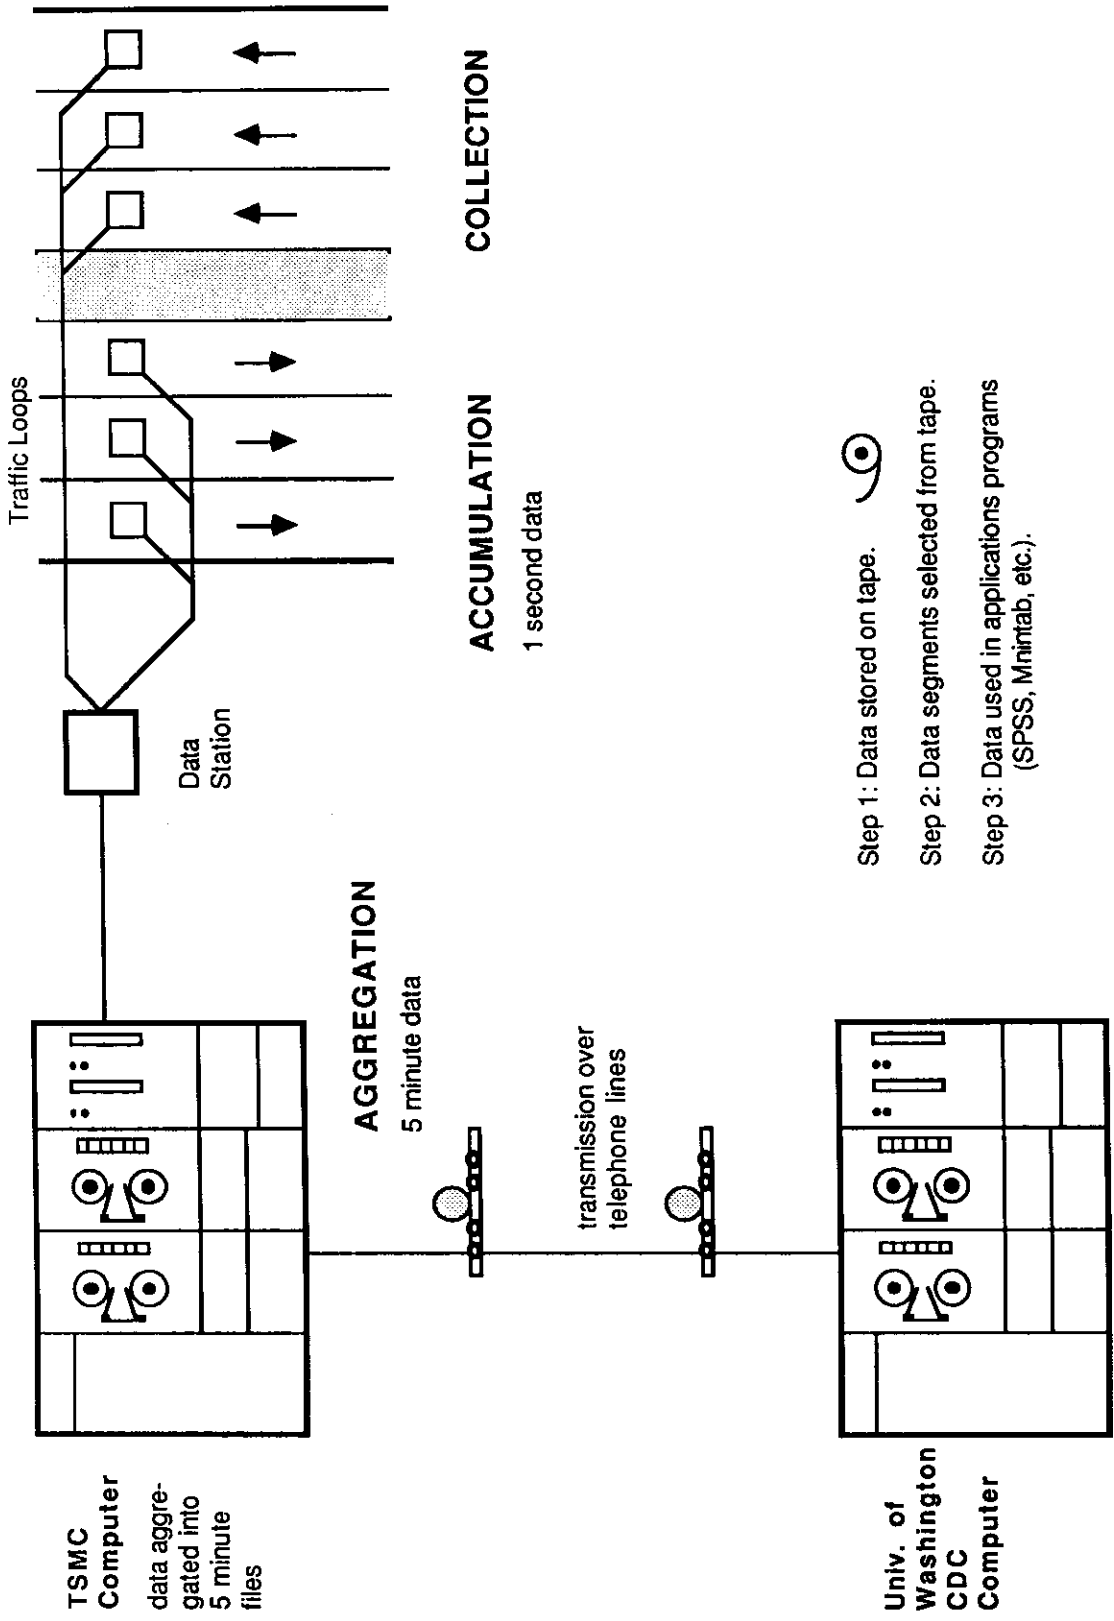 Traffic Loops
COLLECTION
ACCUMULATION
1 second data
Data
Station
AGGREGATION
5 minute data
TSMC
Computer
data aggre-
gated into
5 minute
files
transmission over
telephone lines
Univ. of
Washington
CDC
Computer
Step 1: Data stored on tape.
Step 2: Data segments selected from tape.
Step 3: Data used in applications programs
(SPSS, Mnintab, etc.).